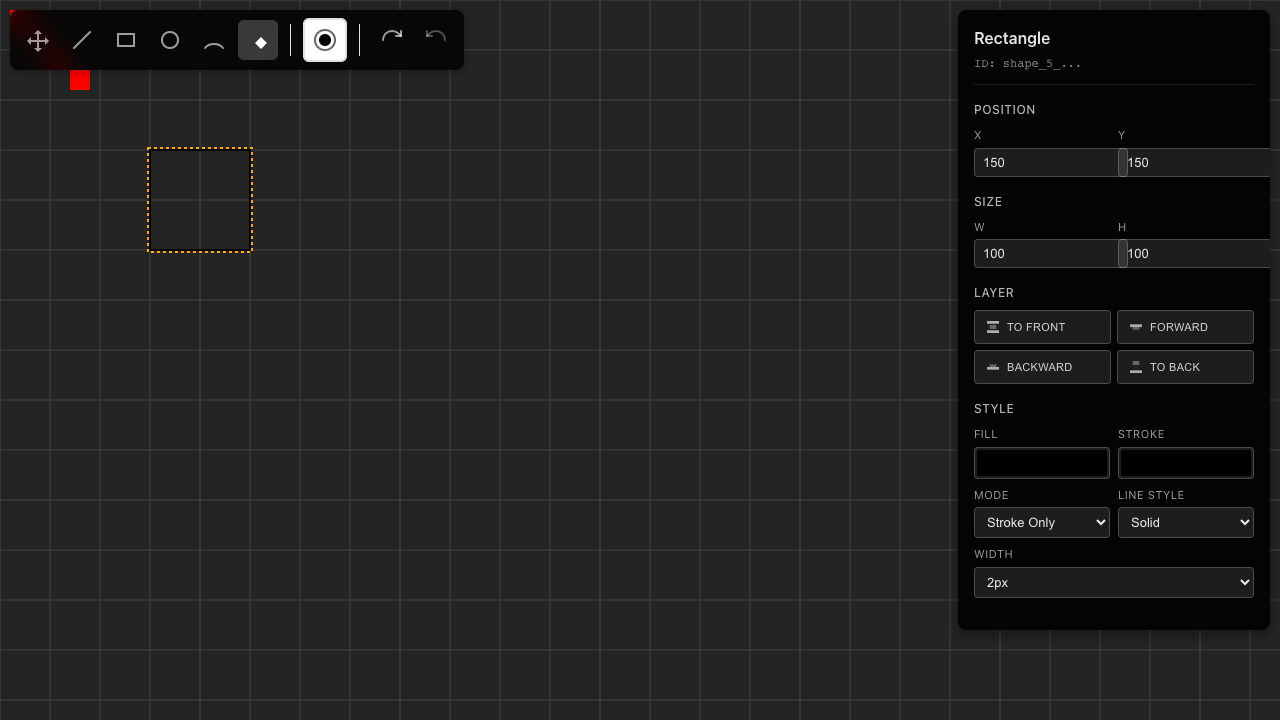 Rectangle
ID: shape_5_...
POSITION
X Y
150 150
SIZE
W H
100 100
LAYER
TO FRONT FORWARD
BACKWARD TO BACK
STYLE
FILL STROKE
MODE LINE STYLE
Stroke Only Solid
WIDTH
2px